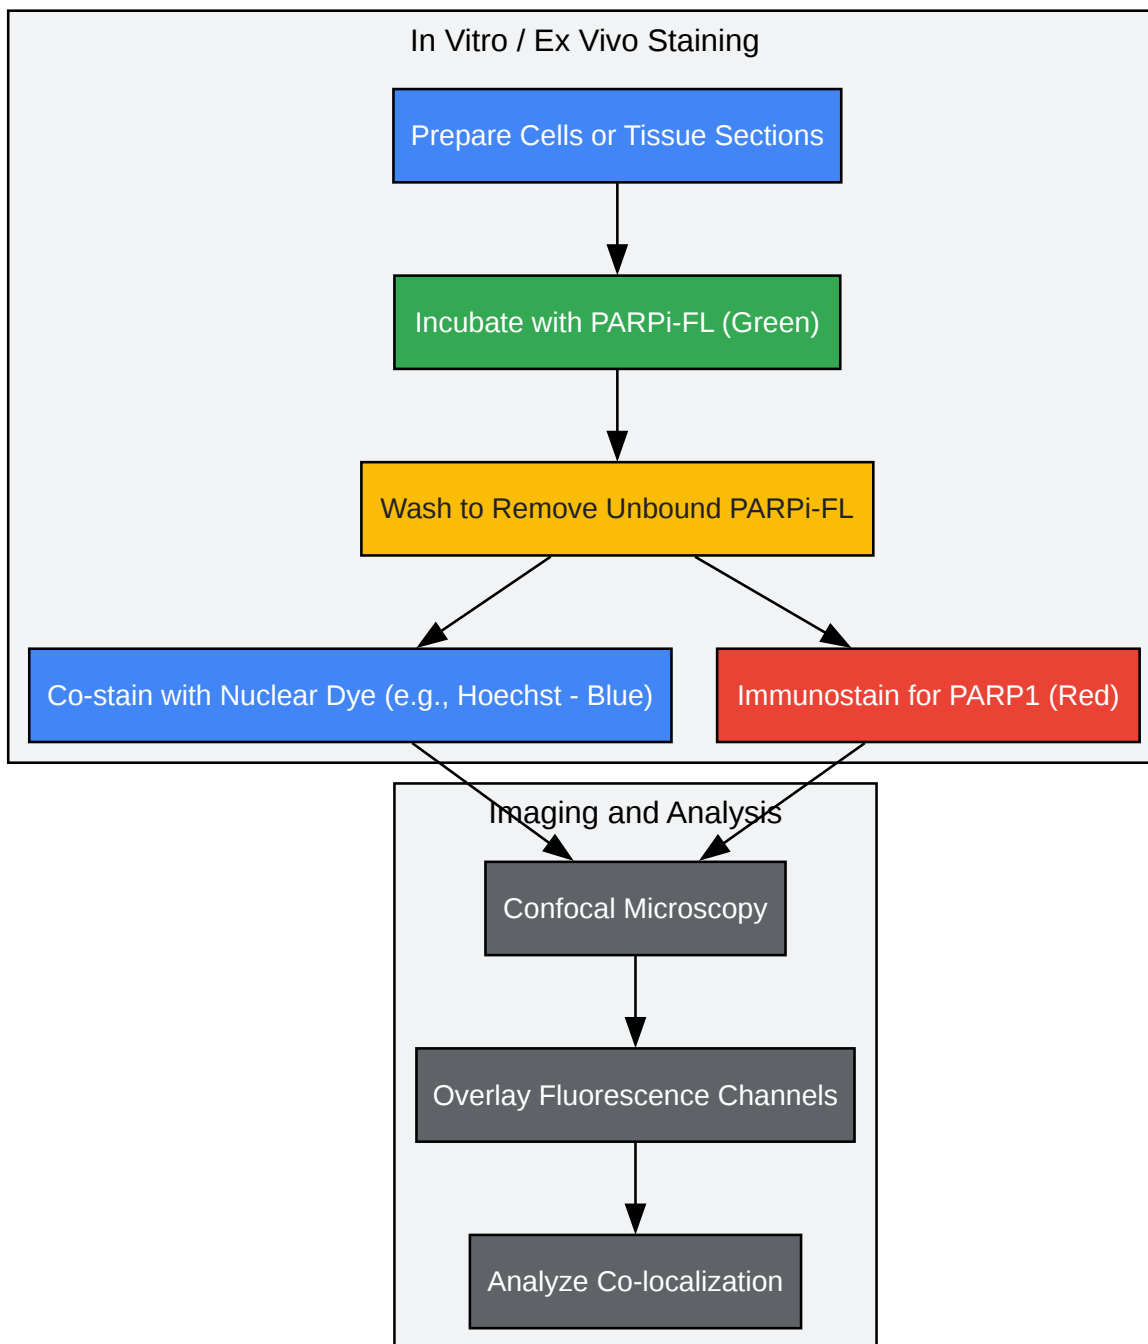 In Vitro / Ex Vivo Staining
Prepare Cells or Tissue Sections
Incubate with PARPi-FL (Green)
Wash to Remove Unbound PARPi-FL
Co-stain with Nuclear Dye (e.g., Hoechst - Blue)
Immunostain for PARP1 (Red)
Imaging and Analysis
Confocal Microscopy
Overlay Fluorescence Channels
Analyze Co-localization